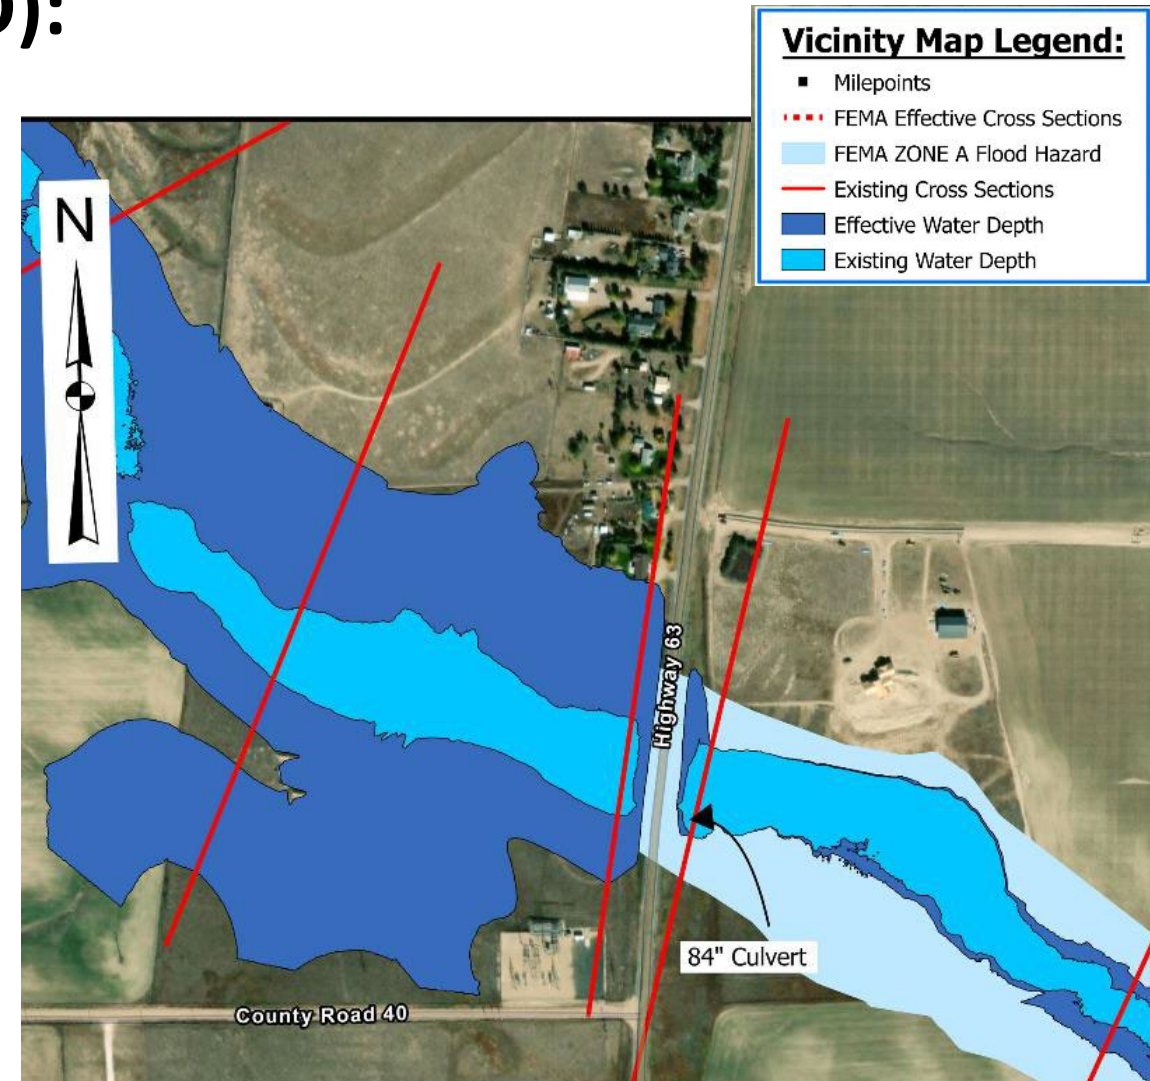 ):
Vicinity Map Legend:
Milepoints
FEMA Effective Cross Sections
FEMA ZONE A Flood Hazard
Existing Cross Sections
Effective Water Depth
Existing Water Depth
N
Highway 63
84" Culvert
County Road 40